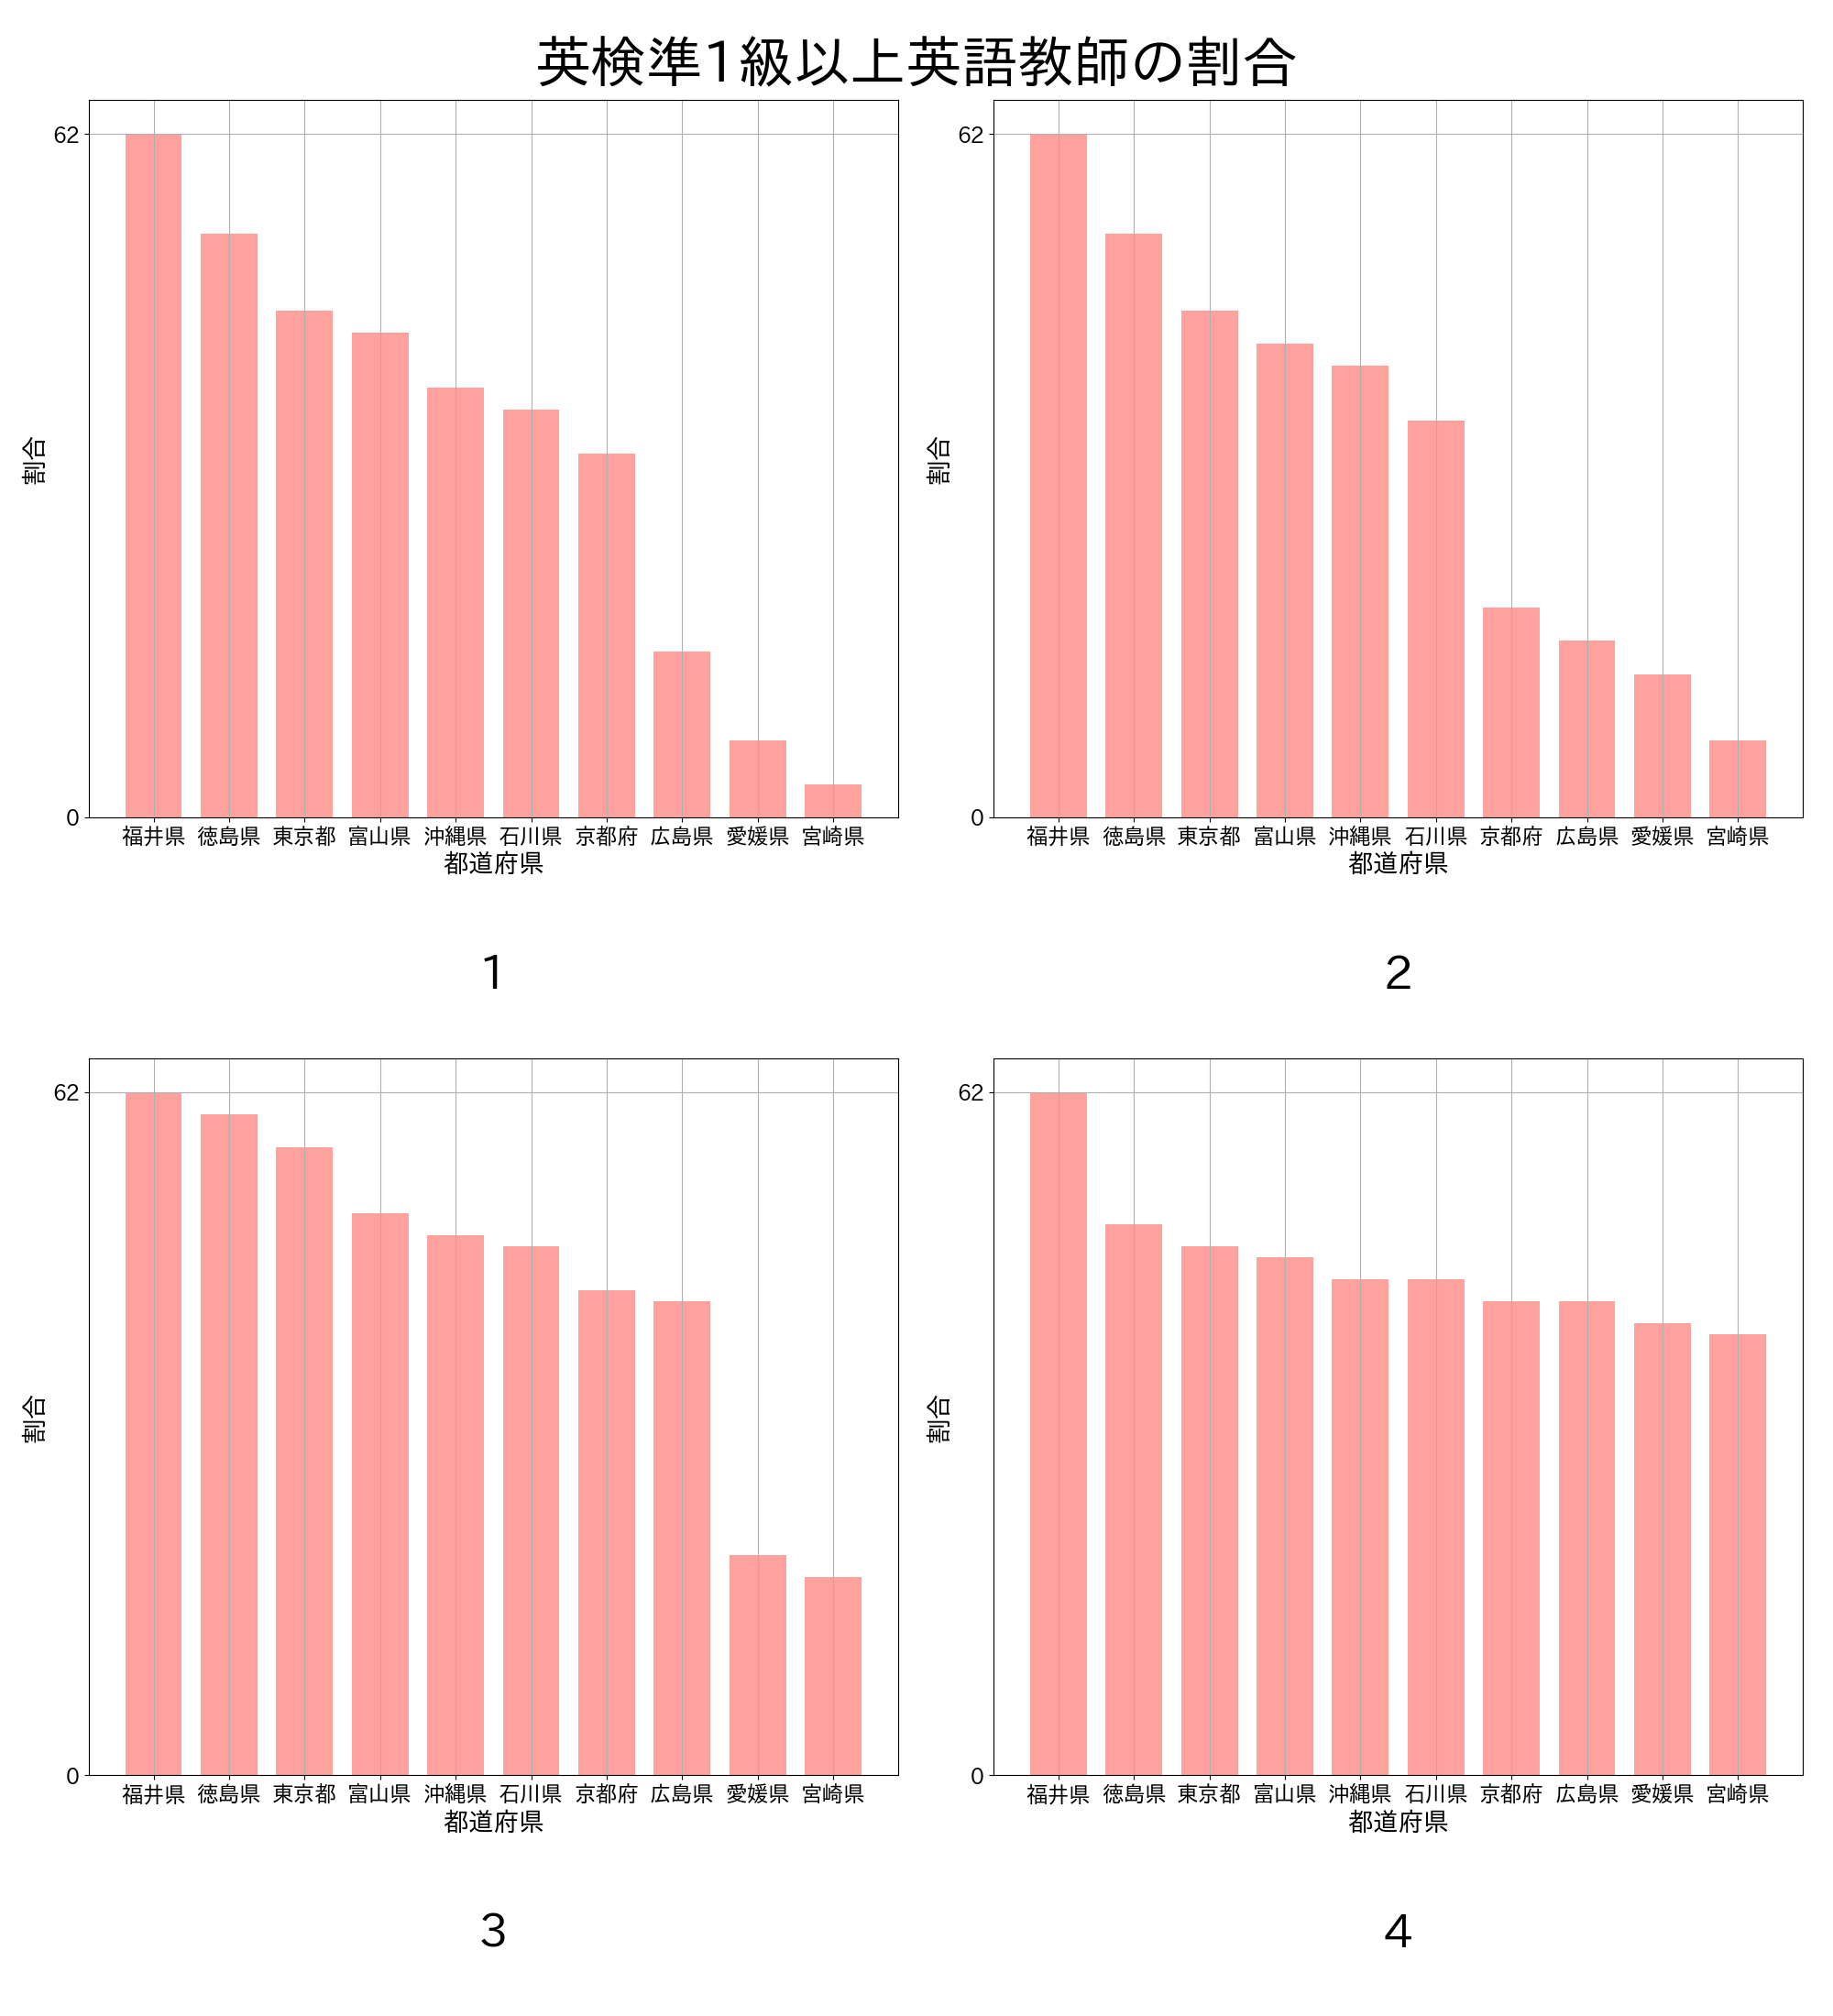 英検準1級以上英語教師の割合
62
0
割合
福井県 徳島県 東京都 富山県 沖縄県 石川県 京都府 広島県 愛媛県 宮崎県
都道府県
1
62
0
割合
福井県 徳島県 東京都 富山県 沖縄県 石川県 京都府 広島県 愛媛県 宮崎県
都道府県
2
62
0
割合
福井県 徳島県 東京都 富山県 沖縄県 石川県 京都府 広島県 愛媛県 宮崎県
都道府県
3
62
0
割合
福井県 徳島県 東京都 富山県 沖縄県 石川県 京都府 広島県 愛媛県 宮崎県
都道府県
4